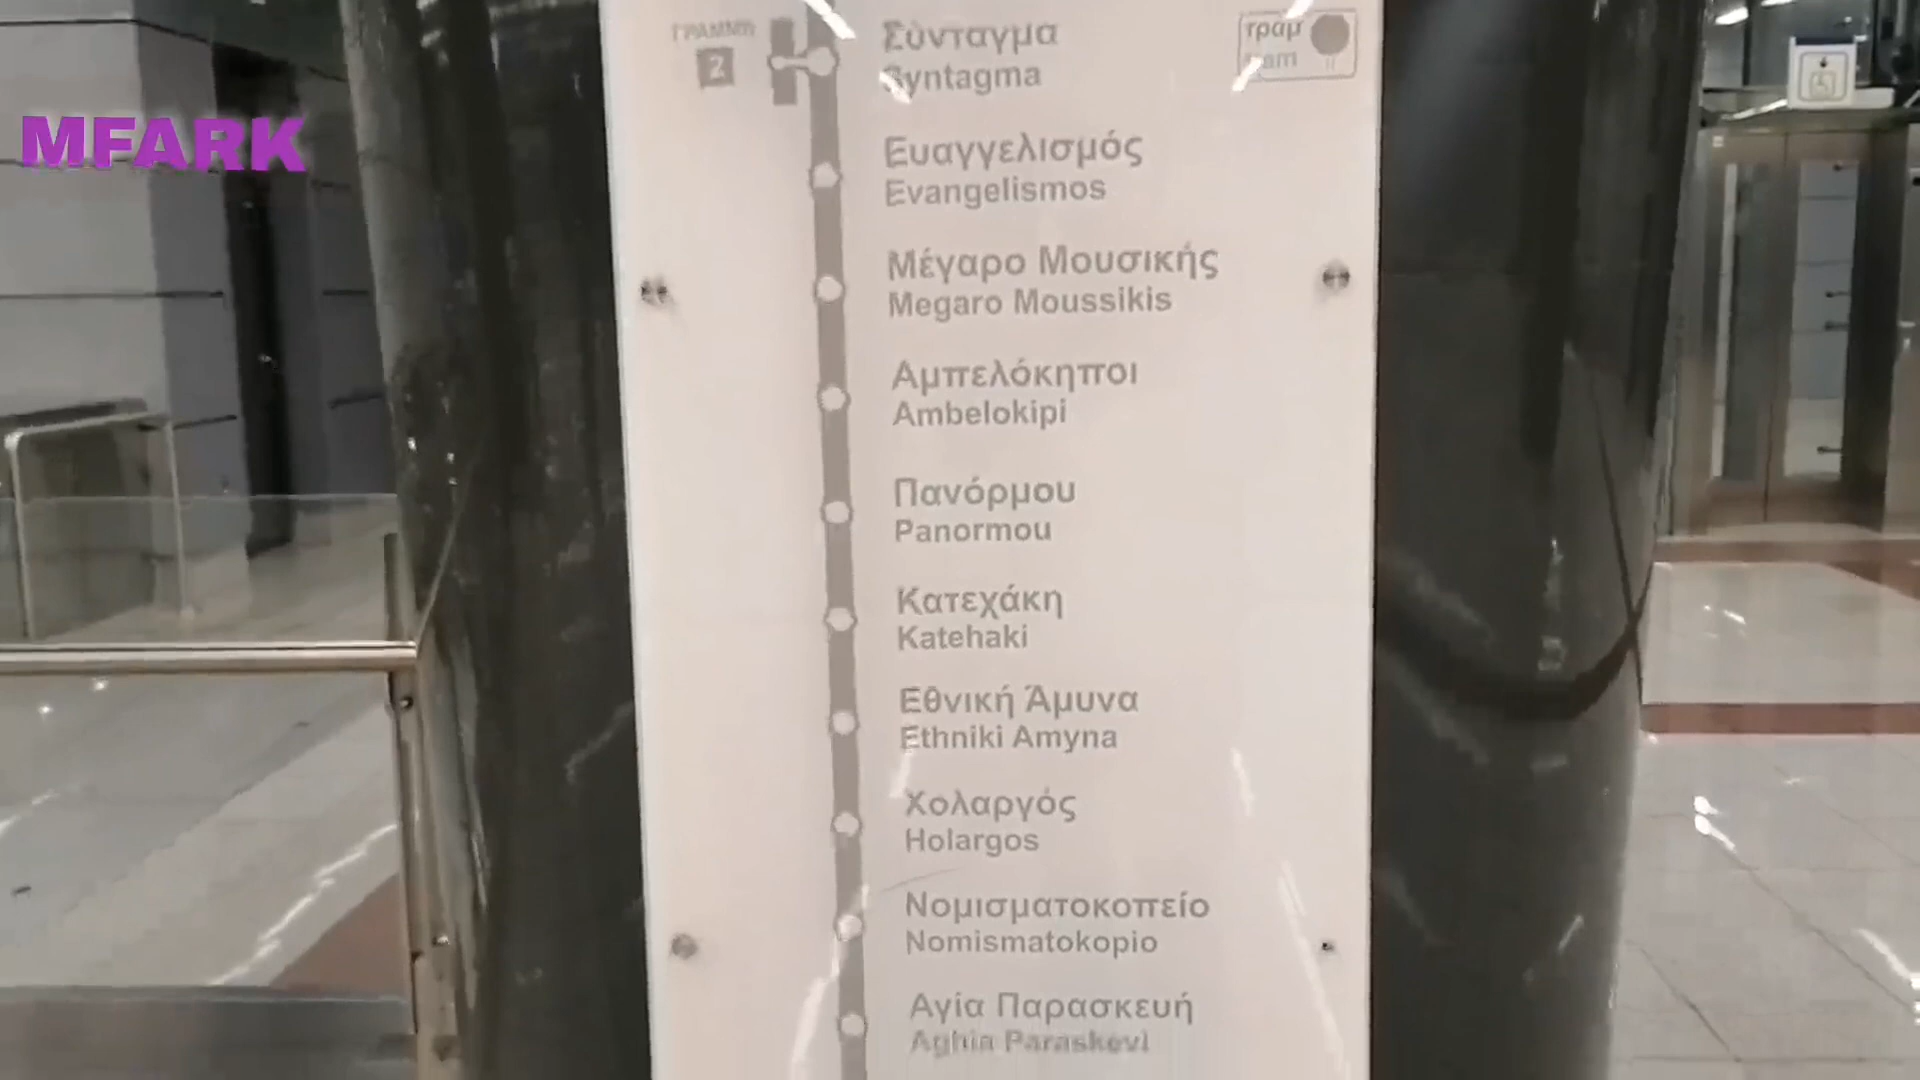 ΓΡΑΜΜΗ
2
Σύνταγμα
Syntagma
τραμ
tram
MFARK
Ευαγγελισμός
Evangelismos
Μέγαρο Μουσικής
Megaro Moussikis
Αμπελόκηποι
Ambelokipi
Πανόρμου
Panormou
Κατεχάκη
Katehaki
Εθνική Άμυνα
Ethniki Amyna
Χολαργός
Holargos
Νομισματοκοπείο
Nomismatokopio
Αγία Παρασκευή
Aghia Paraskevi